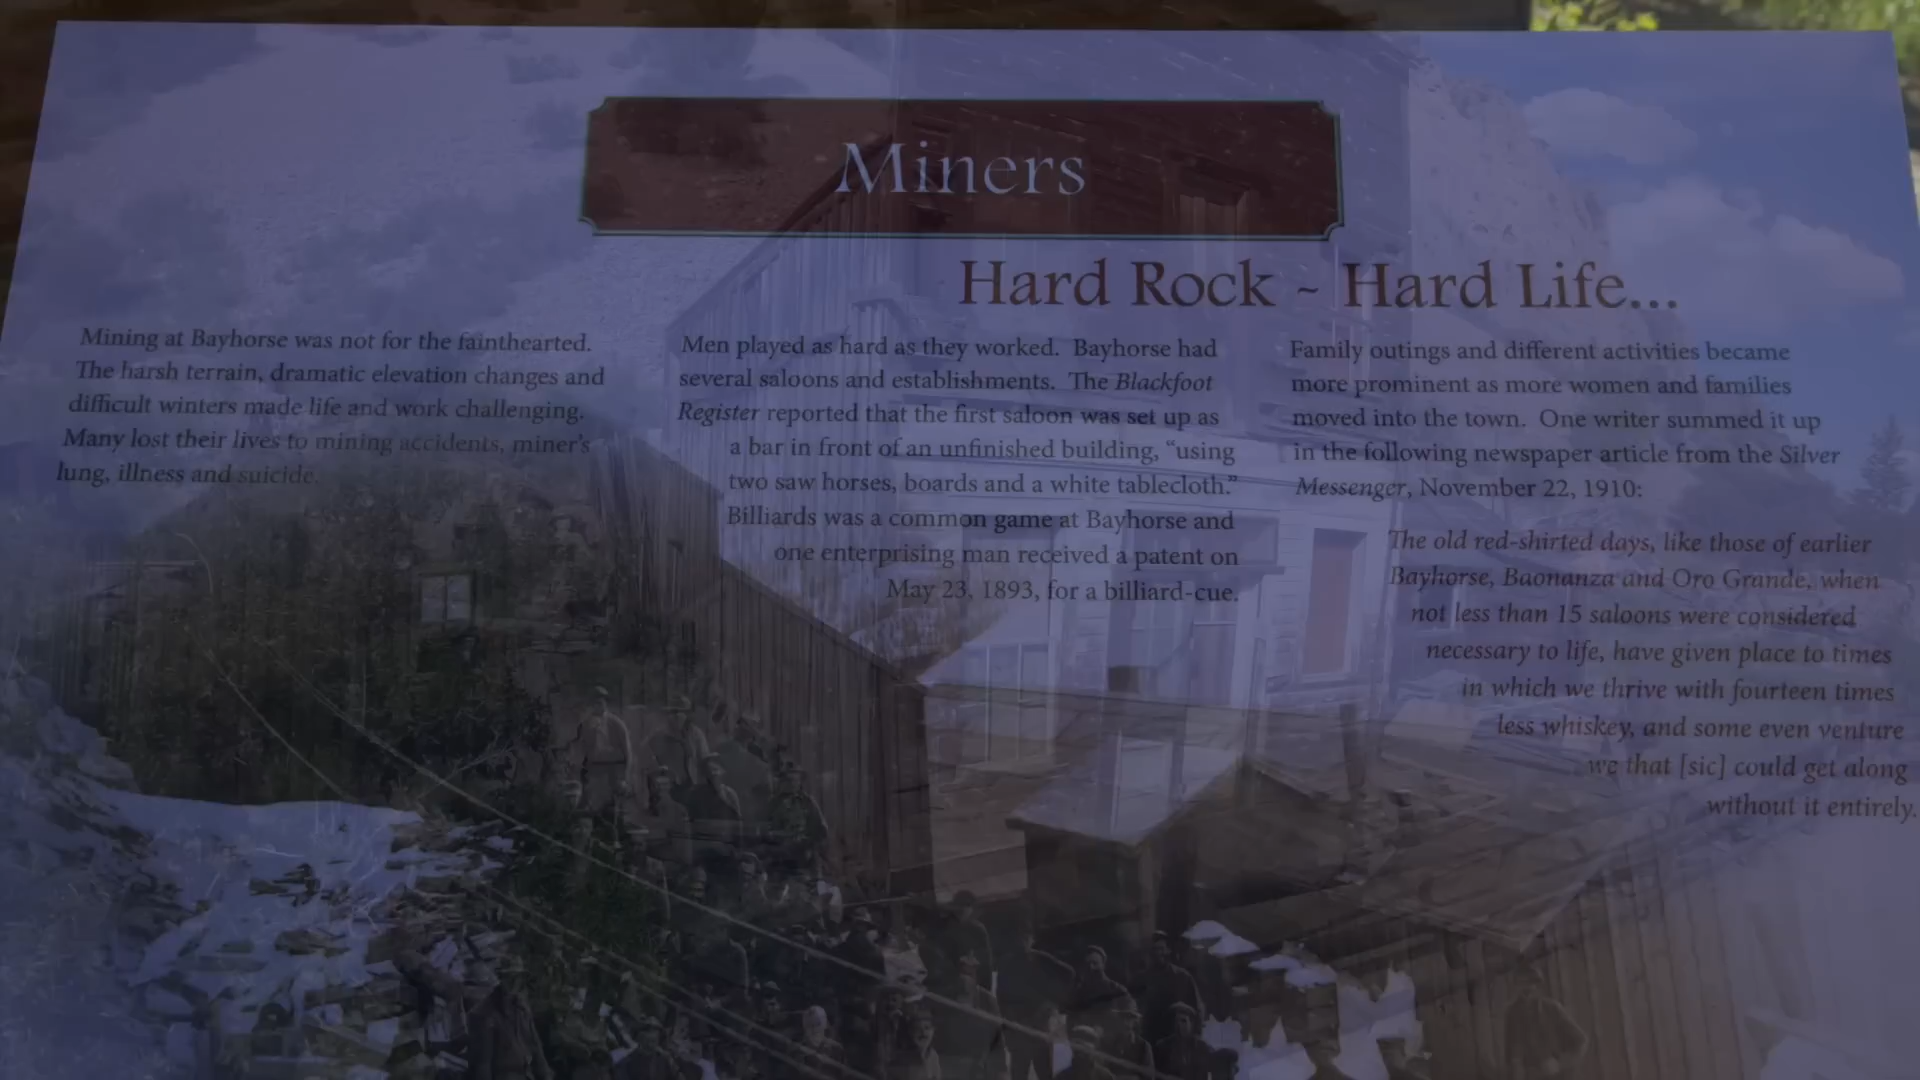 Miners
Hard Rock ~ Hard Life...
Mining at Bayhorse was not for the fainthearted.
The harsh terrain, dramatic elevation changes and
difficult winters made life and work challenging.
Many lost their lives to mining accidents, miner's
lung, illness and suicide.
Men played as hard as they worked. Bayhorse had
several saloons and establishments. The Blackfoot
Register reported that the first saloon was set up as
a bar in front of an unfinished building, “using
two saw horses, boards and a white tablecloth.”
Billiards was a common game at Bayhorse and
one enterprising man received a patent on
May 23, 1893, for a billiard-cue.
Family outings and different activities became
more prominent as more women and families
moved into the town. One writer summed it up
in the following newspaper article from the Silver
Messenger, November 22, 1910:
The old red-shirted days, like those of earlier
Bayhorse, Baonanza and Oro Grande, when
not less than 15 saloons were considered
necessary to life, have given place to times
in which we thrive with fourteen times
less whiskey, and some even venture
we that [sic] could get along
without it entirely.